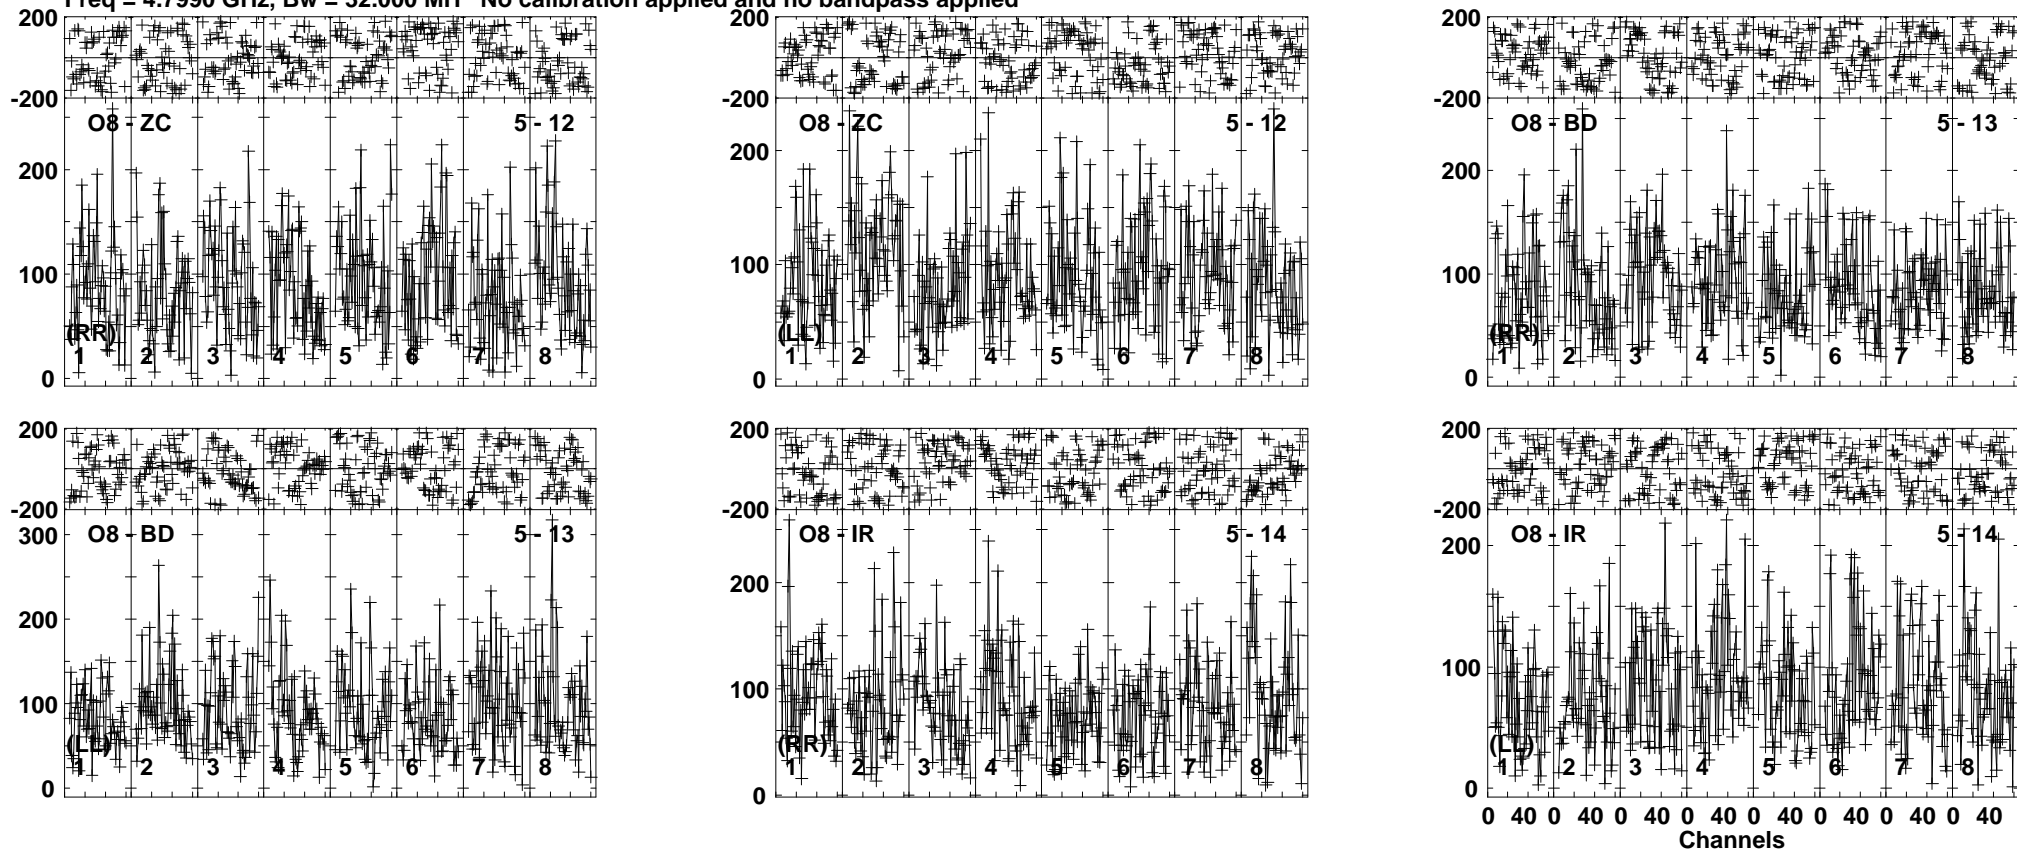 Freq = 4.7990 GHz, Bw = 32.000 MH No calibration applied and no bandpass applied
200 200 200
-200 -200 -200
O8 - ZC 5 - 12 O8 - ZC 5 - 12 O8 - BD 5 - 13
200 200 200
100 100 100
(RR) (LL) (RR)
1 2 3 4 5 6 7 8 1 2 3 4 5 6 7 8 1 2 3 4 5 6 7 8
0 0 0
200 200 200
-200 -200 -200
300
O8 - BD 5 - 13 O8 - IR 5 - 14 O8 - IR 5 - 14
200 200 200
100 100 100
(LL) (RR) (LL)
1 2 3 4 5 6 7 8 1 2 3 4 5 6 7 8 1 2 3 4 5 6 7 8
0 0 0
0 40 0 40 0 40 0 40 0 40 0 40 0 40 0
Channels